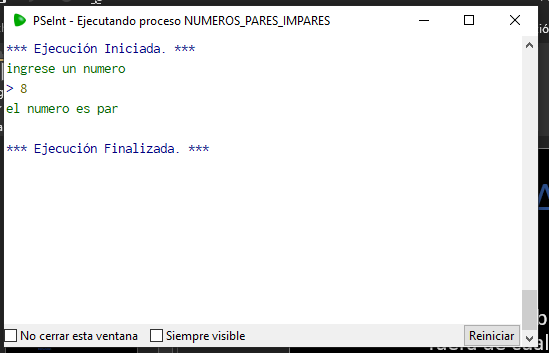 PSeInt - Ejecutando proceso NUMEROS_PARES_IMPARES
*** Ejecución Iniciada. ***
ingrese un numero
> 8
el numero es par
*** Ejecución Finalizada. ***
No cerrar esta ventana
Siempre visible
Reiniciar